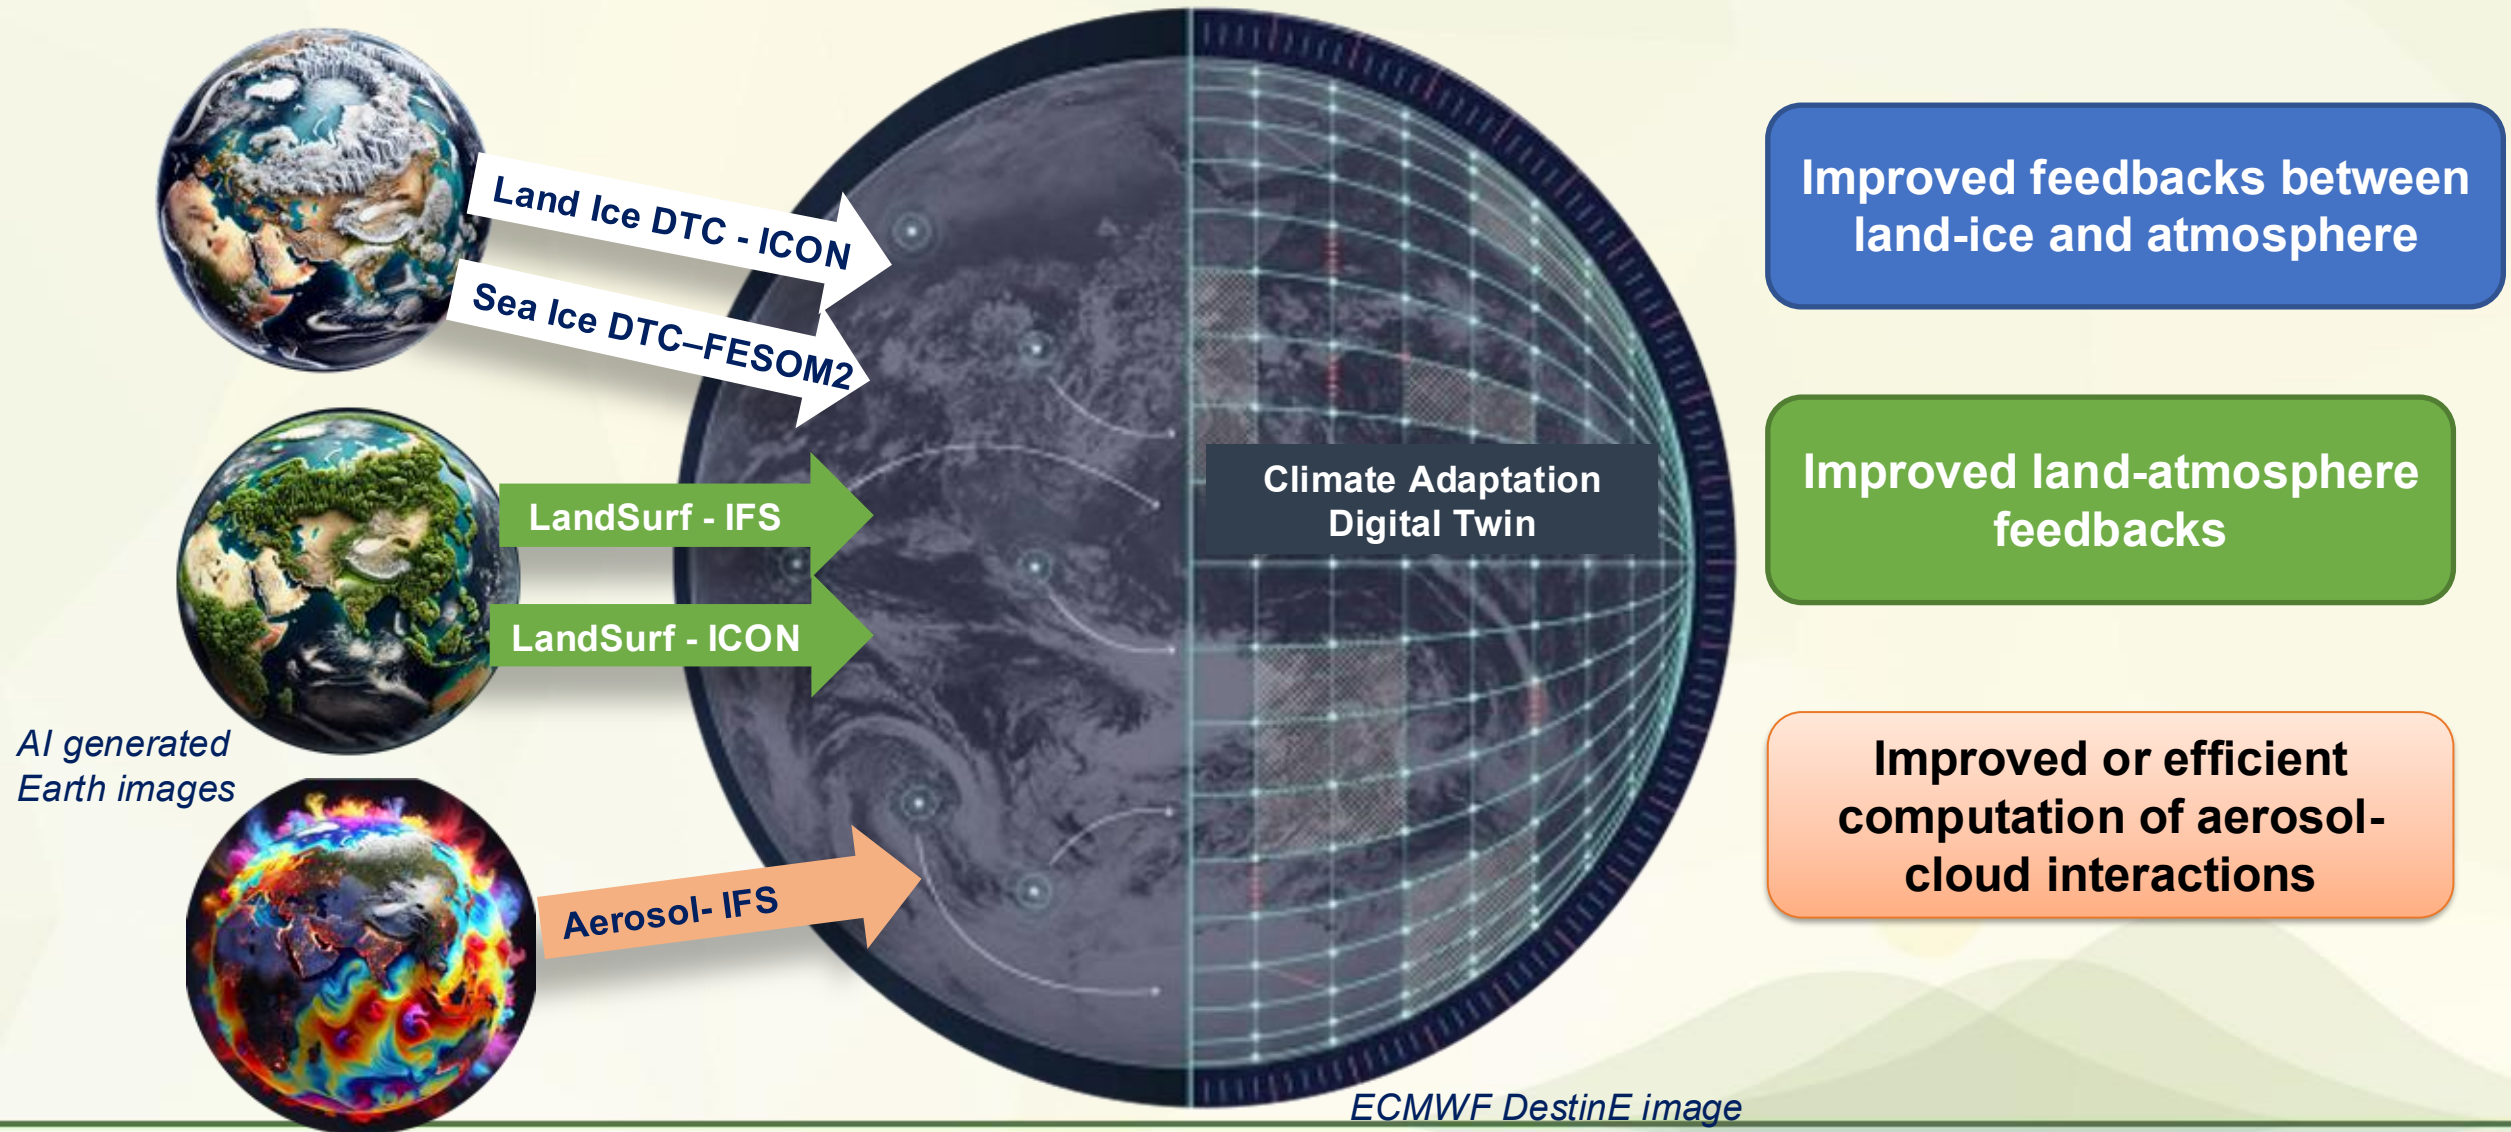 Land Ice DTC - ICON
Sea Ice DTC–FESOM2
LandSurf - IFS
LandSurf - ICON
AI generated
Earth images
Aerosol- IFS
Climate Adaptation
Digital Twin
ECMWF DestinE image
Improved feedbacks between
land-ice and atmosphere
Improved land-atmosphere
feedbacks
Improved or efficient
computation of aerosol-
cloud interactions